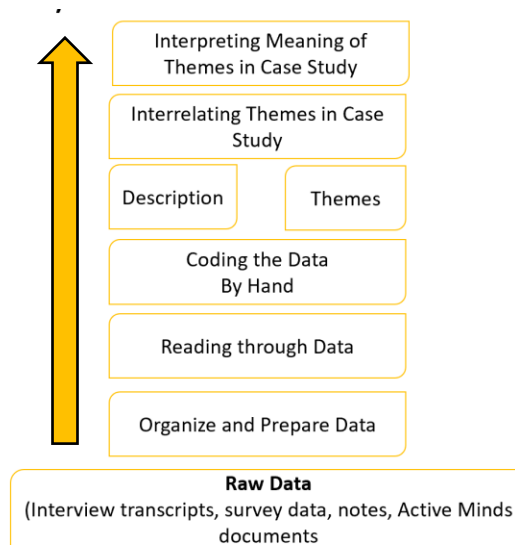 Interpreting Meaning of
Themes in Case Study
Interrelating Themes in Case
Study
Description
Themes
Coding the Data
By Hand
Reading through Data
Organize and Prepare Data
Raw Data
(Interview transcripts, survey data, notes, Active Minds
documents